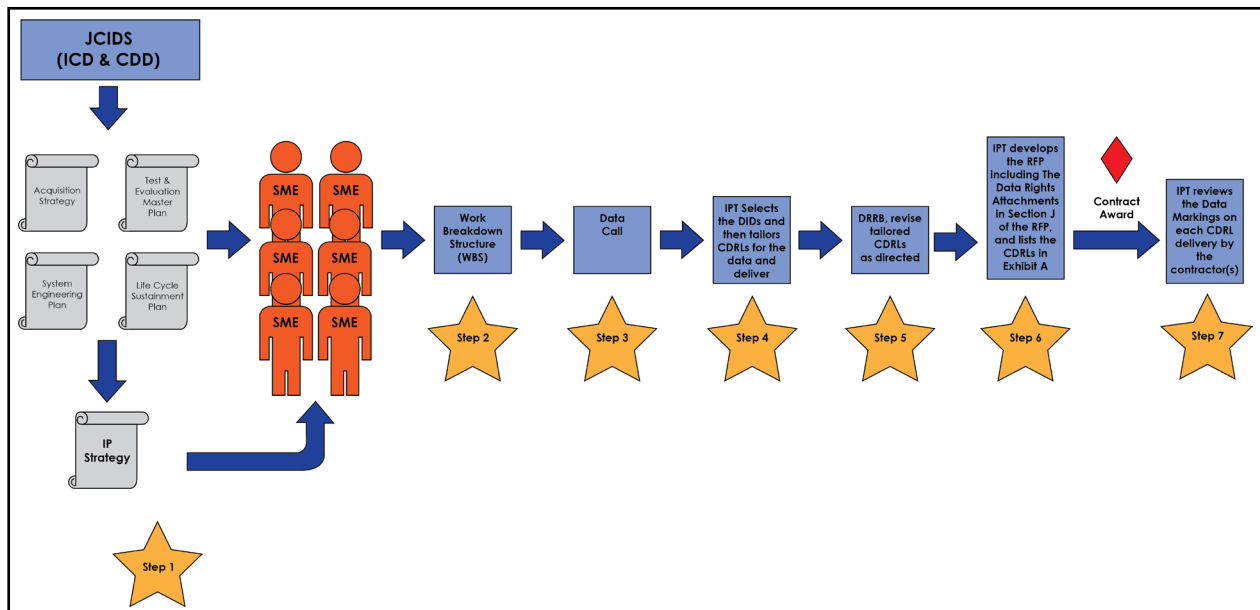 JCIDS
(ICD & CDD)
Acquisition
Strategy
Test &
Evaluation
Master
Plan
System
Engineering
Plan
Life Cycle
Sustainment
Plan
IP
Strategy
Step 1
SME
SME
SME
SME
SME
SME
Work
Breakdown
Structure
(WBS)
Step 2
Data
Call
Step 3
IPT Selects
the DIDs and
then tailors
CDRLs for the
data and
deliver
Step 4
DRRB, revise
tailored
CDRLs
as directed
Step 5
IPT develops
the RFP
including The
Data Rights
Attachments
in Section J
of the RFP,
and lists the
CDRLs in
Exhibit A
Step 6
Contract
Award
IPT reviews
the Data
Markings on
each CDRL
delivery by
the
contractor(s)
Step 7